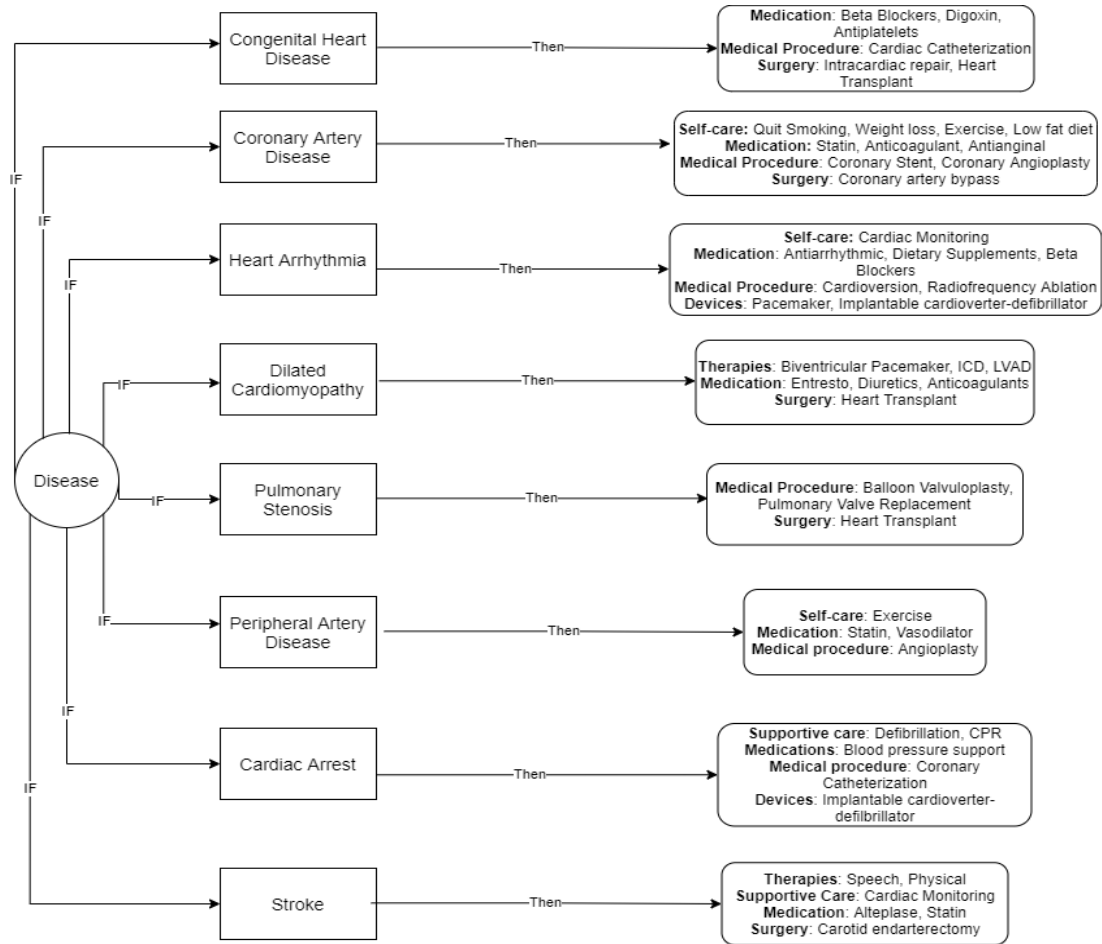 Disease
IF
Congenital Heart
Disease
Then
Medication: Beta Blockers, Digoxin,
Antiplatelets
Medical Procedure: Cardiac Catheterization
Surgery: Intracardiac repair, Heart
Transplant
IF
Coronary Artery
Disease
Then
Self-care: Quit Smoking, Weight loss, Exercise, Low fat diet
Medication: Statin, Anticoagulant, Antianginal
Medical Procedure: Coronary Stent, Coronary Angioplasty
Surgery: Coronary artery bypass
IF
Heart Arrhythmia
Then
Self-care: Cardiac Monitoring
Medication: Antiarrhythmic, Dietary Supplements, Beta
Blockers
Medical Procedure: Cardioversion, Radiofrequency Ablation
Devices: Pacemaker, Implantable cardioverter-defibrillator
IF
Dilated
Cardiomyopathy
Then
Therapies: Biventricular Pacemaker, ICD, LVAD
Medication: Entresto, Diuretics, Anticoagulants
Surgery: Heart Transplant
IF
Pulmonary
Stenosis
Then
Medical Procedure: Balloon Valvuloplasty,
Pulmonary Valve Replacement
Surgery: Heart Transplant
IF
Peripheral Artery
Disease
Then
Self-care: Exercise
Medication: Statin, Vasodilator
Medical procedure: Angioplasty
IF
Cardiac Arrest
Then
Supportive care: Defibrillation, CPR
Medications: Blood pressure support
Medical procedure: Coronary
Catheterization
Devices: Implantable cardioverter-
defilbrillator
IF
Stroke
Then
Therapies: Speech, Physical
Supportive Care: Cardiac Monitoring
Medication: Alteplase, Statin
Surgery: Carotid endarterectomy